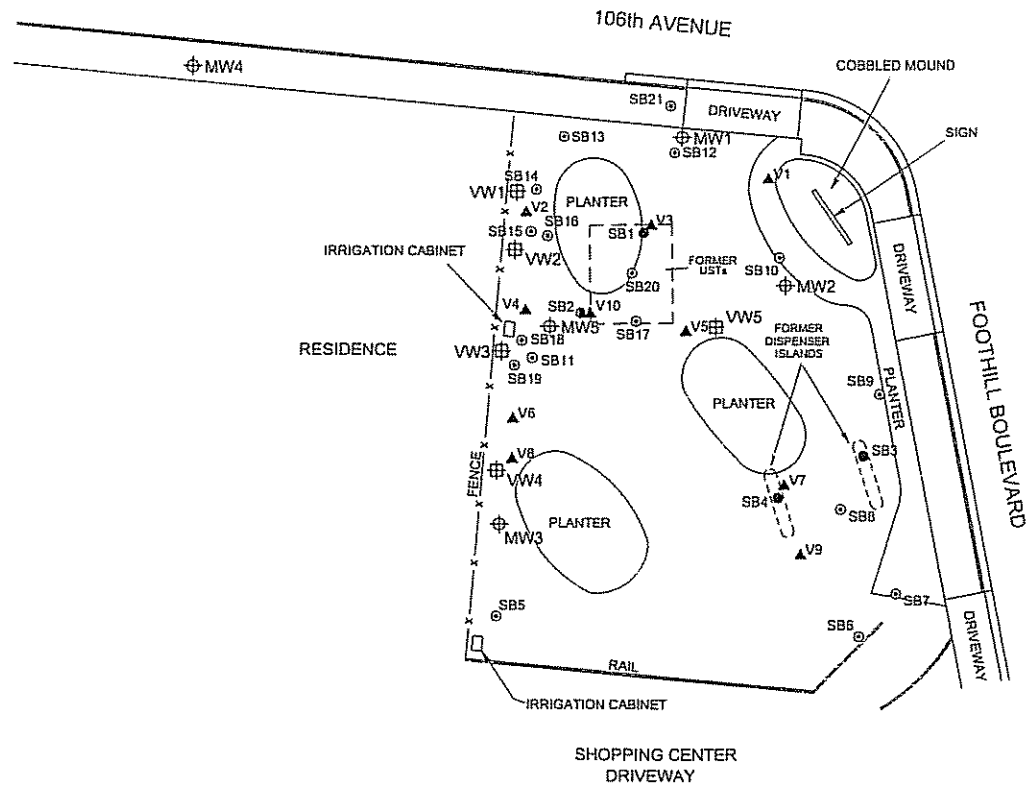 106th AVENUE
MW4
COBBLED MOUND
SB21
DRIVEWAY
SIGN
SB13
MW1
SB12
V1
SB14
VW1
PLANTER
V2
SB16
SB15
V3
SB1
IRRIGATION CABINET
VW2
FORMER
USTs
SB10
SB20
MW2
DRIVEWAY
V4
SB2
V10
MW5
SB17
V5
VW5
SB18
RESIDENCE
VW3
SB11
SB19
FORMER
DISPENSER
ISLANDS
FOOTHILL BOULEVARD
PLANTER
SB9
PLANTER
V6
V8
SB3
FENCE
VW4
V7
SB4
SB8
PLANTER
MW3
V9
SB5
SB7
SB6
DRIVEWAY
RAIL
IRRIGATION CABINET
SHOPPING CENTER
DRIVEWAY